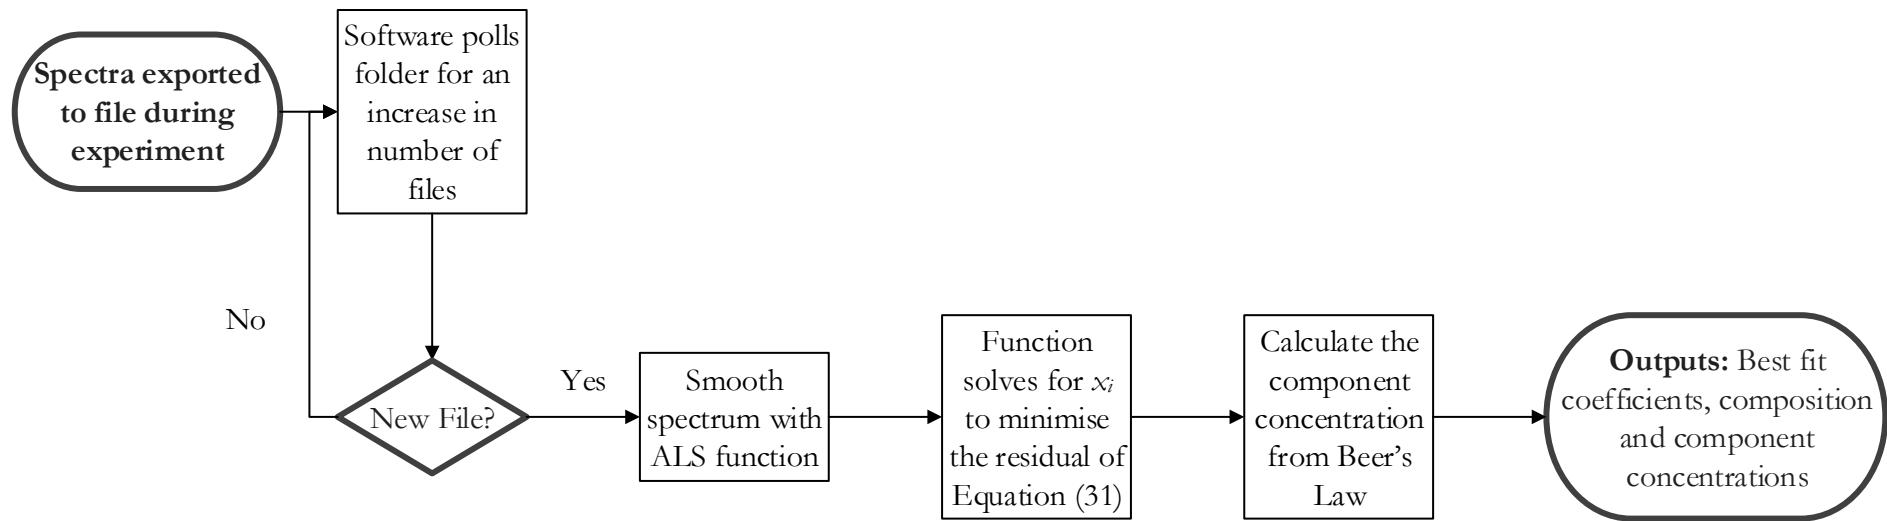 Spectra exported
to file during
experiment
Software polls
folder for an
increase in
number of
files
No
New File?
Yes
Smooth
spectrum with
ALS function
Function
solves for xi
to minimise
the residual of
Equation (31)
Calculate the
component
concentration
from Beer’s
Law
Outputs: Best fit
coefficients, composition
and component
concentrations